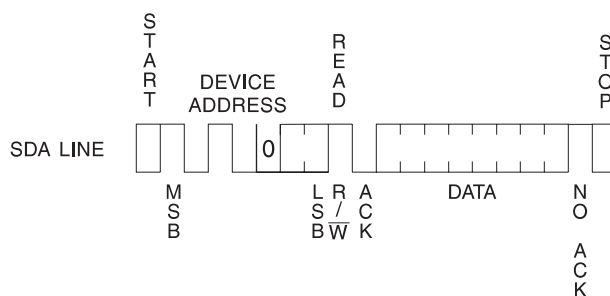 START
READ
STOP
DEVICE
ADDRESS
SDA LINE
0
MSB
LSB
R/W
ACK
DATA
NO ACK